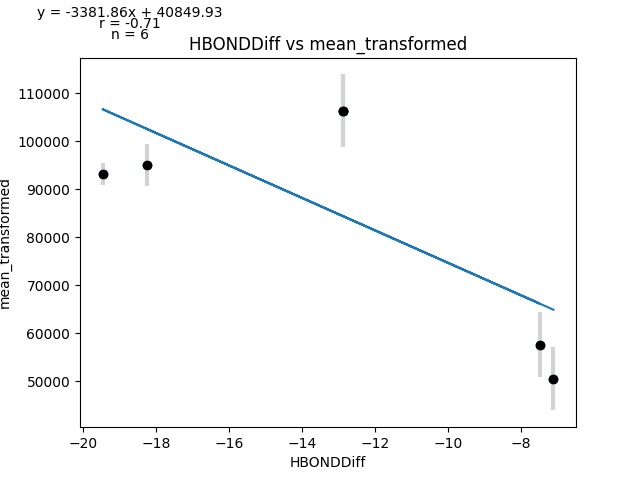 y = -3381.86x + 40849.93
r = -0.71
n = 6
HBONDDiff vs mean_transformed
110000
100000
90000
80000
70000
60000
50000
mean_transformed
−20
−18
−16
−14
−12
−10
−8
HBONDDiff